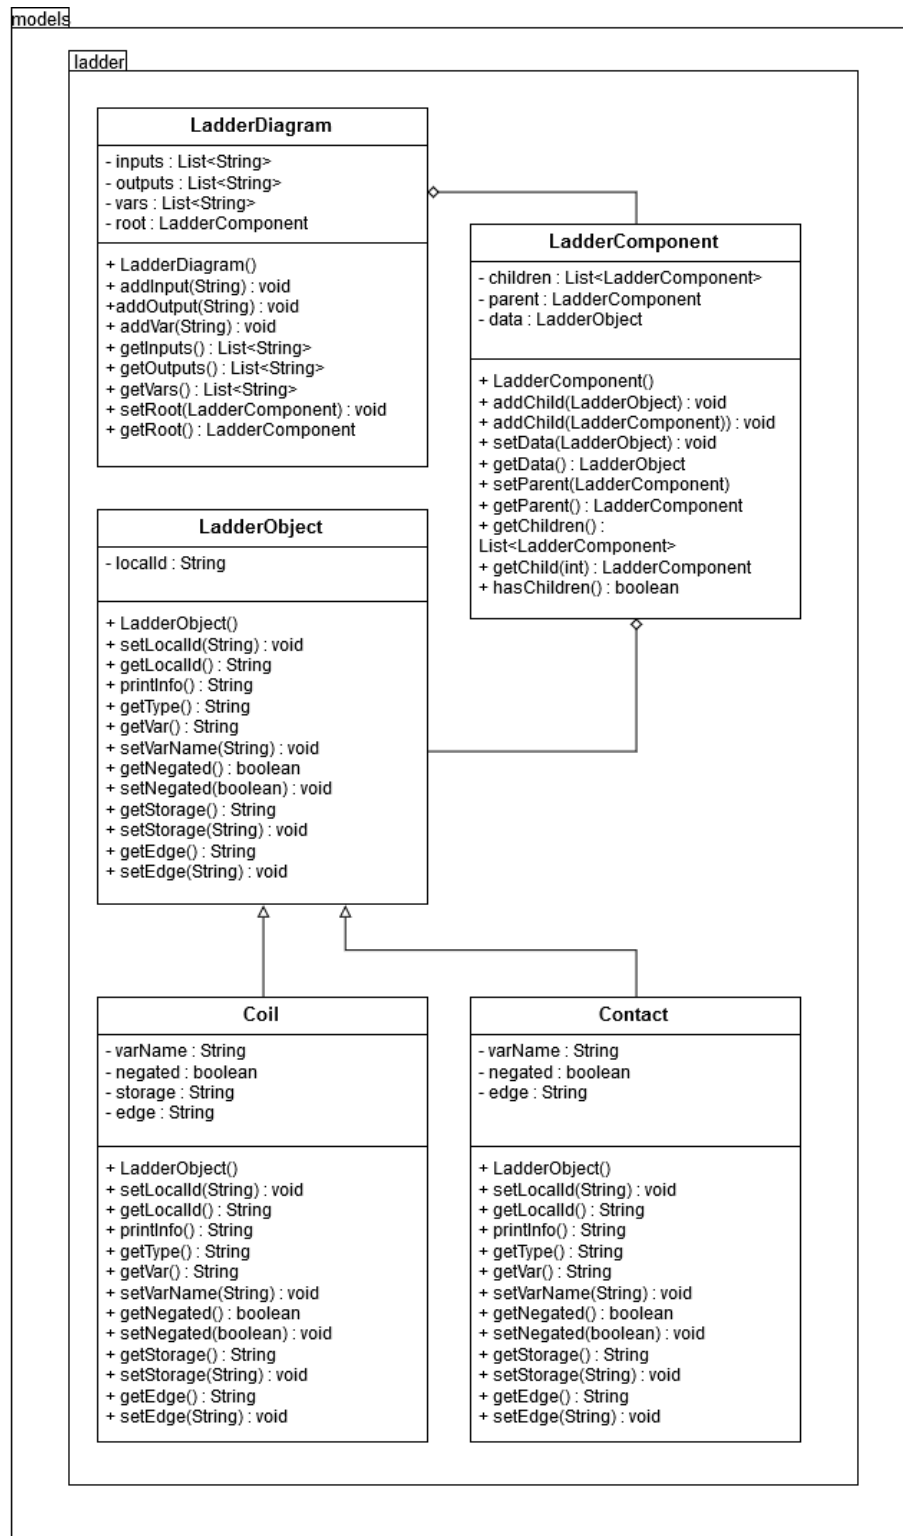 models
ladder
LadderDiagram
- inputs : List<String>
- outputs : List<String>
- vars : List<String>
- root : LadderComponent
+ LadderDiagram()
+ addInput(String) : void
+addOutput(String) : void
+ addVar(String) : void
+ getInputs() : List<String>
+ getOutputs() : List<String>
+ getVars() : List<String>
+ setRoot(LadderComponent) : void
+ getRoot() : LadderComponent
LadderComponent
- children : List<LadderComponent>
- parent : LadderComponent
- data : LadderObject
+ LadderComponent()
+ addChild(LadderObject) : void
+ addChild(LadderComponent)) : void
+ setData(LadderObject) : void
+ getData() : LadderObject
+ setParent(LadderComponent)
+ getParent() : LadderComponent
+ getChildren() :
List<LadderComponent>
+ getChild(int) : LadderComponent
+ hasChildren() : boolean
LadderObject
- localId : String
+ LadderObject()
+ setLocalId(String) : void
+ getLocalId() : String
+ printInfo() : String
+ getType() : String
+ getVar() : String
+ setVarName(String) : void
+ getNegated() : boolean
+ setNegated(boolean) : void
+ getStorage() : String
+ setStorage(String) : void
+ getEdge() : String
+ setEdge(String) : void
Coil
- varName : String
- negated : boolean
- storage : String
- edge : String
+ LadderObject()
+ setLocalId(String) : void
+ getLocalId() : String
+ printInfo() : String
+ getType() : String
+ getVar() : String
+ setVarName(String) : void
+ getNegated() : boolean
+ setNegated(boolean) : void
+ getStorage() : String
+ setStorage(String) : void
+ getEdge() : String
+ setEdge(String) : void
Contact
- varName : String
- negated : boolean
- edge : String
+ LadderObject()
+ setLocalId(String) : void
+ getLocalId() : String
+ printInfo() : String
+ getType() : String
+ getVar() : String
+ setVarName(String) : void
+ getNegated() : boolean
+ setNegated(boolean) : void
+ getStorage() : String
+ setStorage(String) : void
+ getEdge() : String
+ setEdge(String) : void